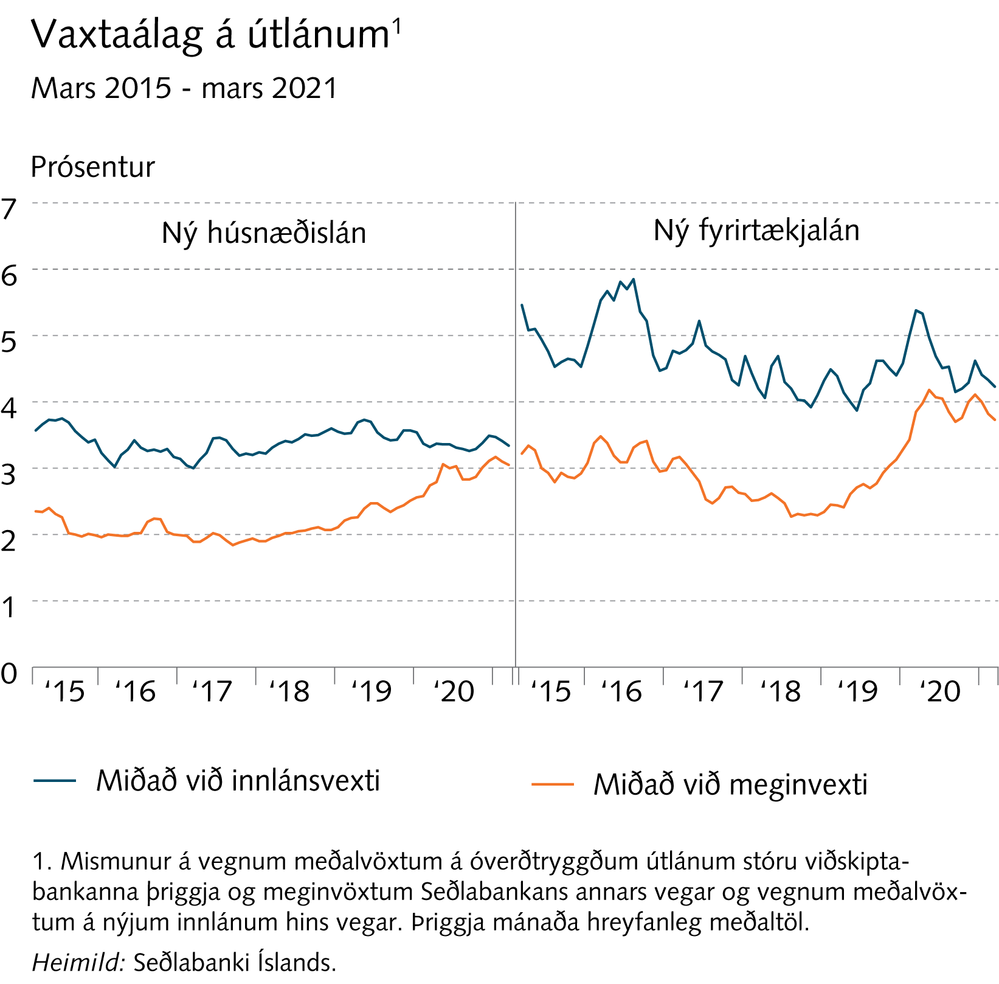 Vaxtaálag á útlánum¹
Mars 2015 - mars 2021
Prósentur
7
6
5
4
3
2
1
0
Ný húsnæðislán
Ný fyrirtækjalán
‘15 ‘16 ‘17 ‘18 ‘19 ‘20 ‘15 ‘16 ‘17 ‘18 ‘19 ‘20
Miðað við innlánsvexti
Miðað við meginvexti
1. Mismunur á vegnum meðalvöxtum á óverðtryggðum útlánum stóru viðskipta-
bankanna þriggja og meginvöxtum Seðlabankans annars vegar og vegnum meðalvöx-
tum á nýjum innlánum hins vegar. Þriggja mánaða hreyfanleg meðaltöl.
Heimild: Seðlabanki Íslands.